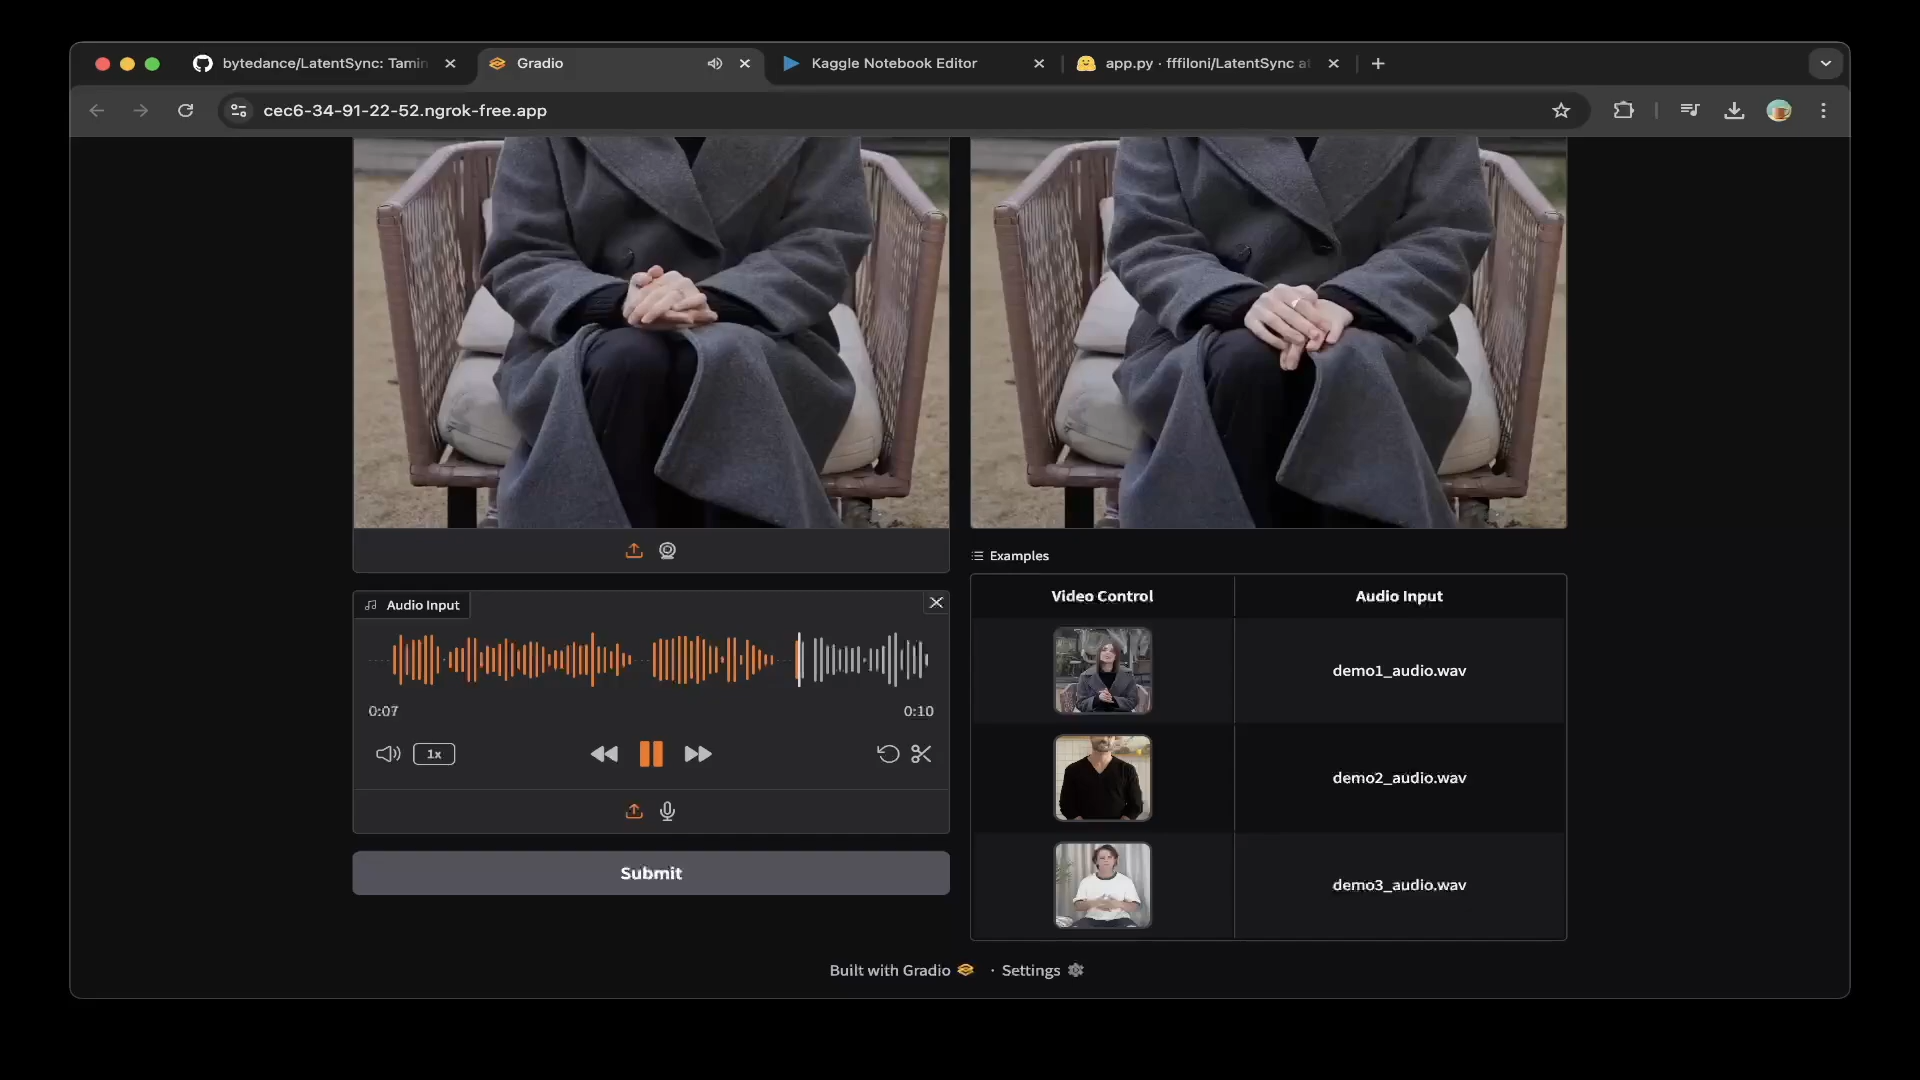 bytedance/LatentSync: Tamin
Gradio
Kaggle Notebook Editor
app.py · fffiloni/LatentSync at
cec6-34-91-22-52.ngrok-free.app
Audio Input
0:07
0:10
1x
Submit
Examples
Video Control
Audio Input
demo1_audio.wav
demo2_audio.wav
demo3_audio.wav
Built with Gradio
· Settings